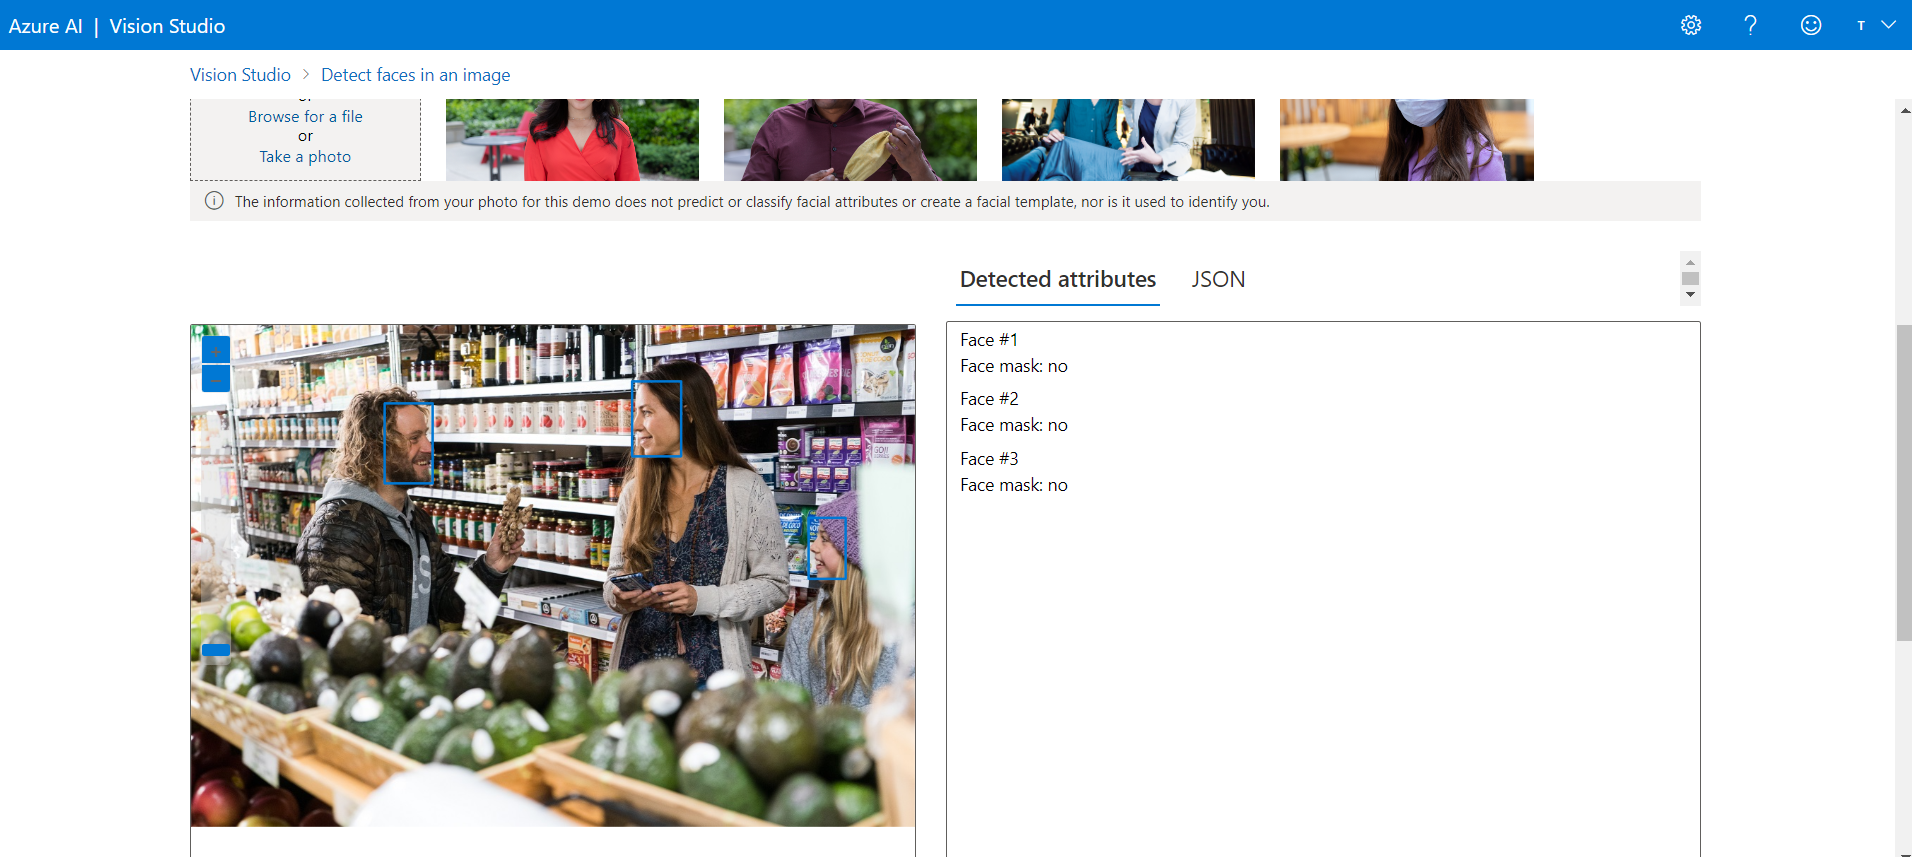 Azure AI | Vision Studio
T
Vision Studio > Detect faces in an image
Browse for a file
or
Take a photo
The information collected from your photo for this demo does not predict or classify facial attributes or create a facial template, nor is it used to identify you.
Detected attributes
JSON
Face #1
Face mask: no
Face #2
Face mask: no
Face #3
Face mask: no
GOJI